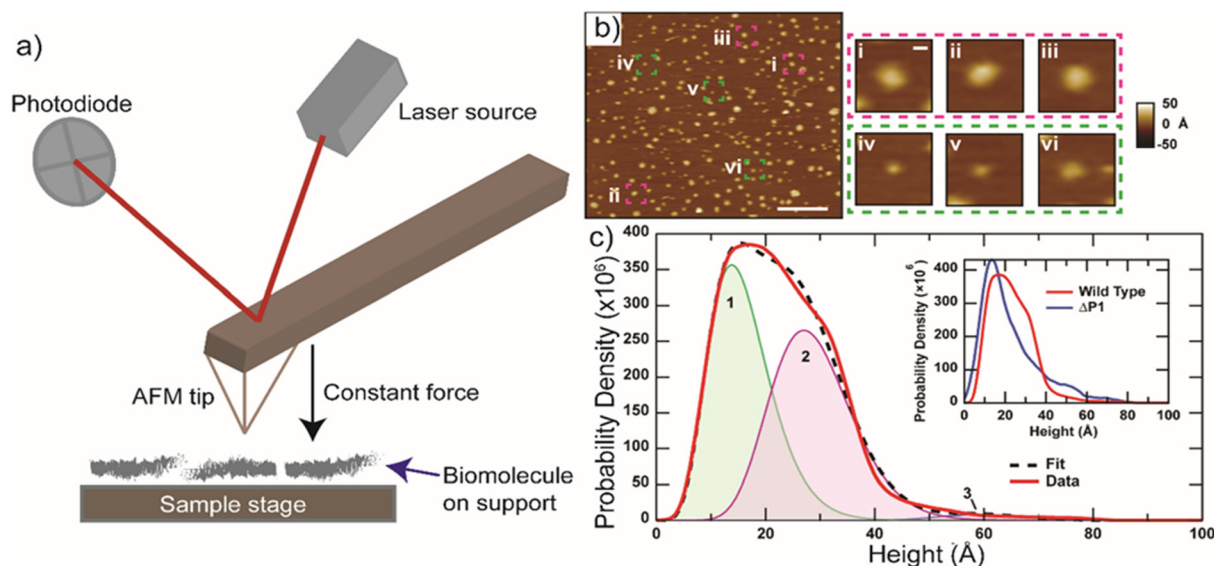 a)
Photodiode
Laser source
AFM tip
Constant force
Biomolecule
on support
Sample stage
b)
iii
iv
i
v
vi
ii
i
ii
iii
iv
v
vi
50
0 Å
-50
c)
Probability Density (x10⁶)
400
350
300
250
200
150
100
50
0
1
2
3
Fit
Data
0
20
40
60
80
100
Height (Å)
Probability Density (×10⁶)
400
300
200
100
0
Wild Type
ΔP1
0
20
40
60
80
100
Height (Å)